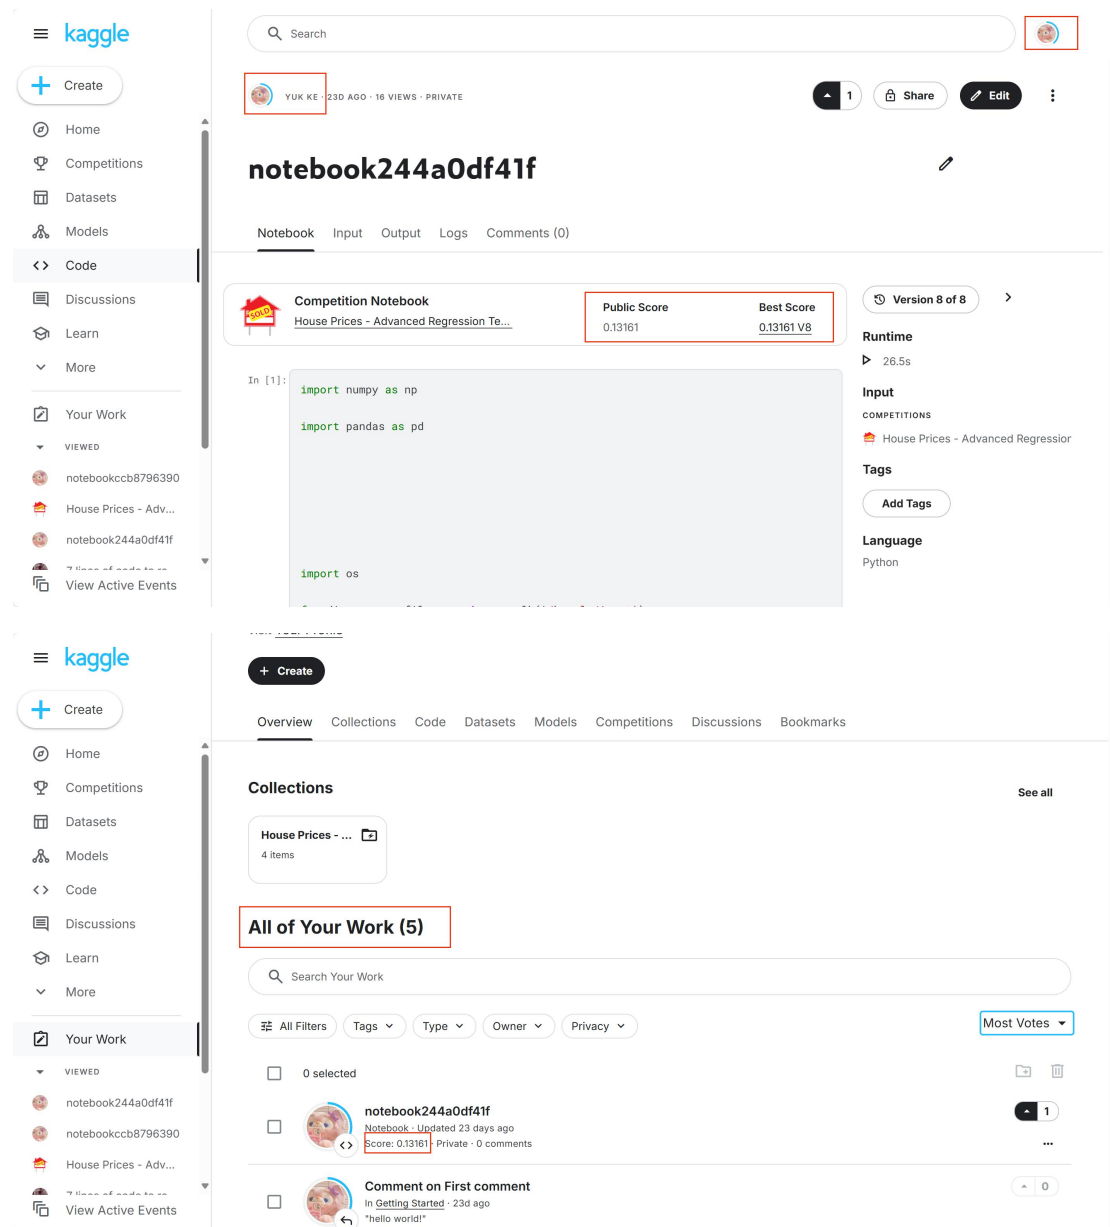 kaggle
Search
Create
YUK KE · 23D AGO · 16 VIEWS · PRIVATE
1
Share
Edit
Home
Competitions
Datasets
Models
Code
Discussions
Learn
More
Your Work
VIEWED
notebookccb8796390
House Prices - Adv...
notebook244a0df41f
View Active Events
notebook244a0df41f
Notebook Input Output Logs Comments (0)
SOLD
Competition Notebook
House Prices - Advanced Regression Te...
Public Score
0.13161
Best Score
0.13161 V8
Version 8 of 8
Runtime
26.5s
Input
COMPETITIONS
House Prices - Advanced Regression
Tags
Add Tags
Language
Python
In [1]:
import numpy as np
import pandas as pd
import os
kaggle
Create
Home
Competitions
Datasets
Models
Code
Discussions
Learn
More
Your Work
VIEWED
notebook244a0df41f
notebookccb8796390
House Prices - Adv...
View Active Events
+ Create
Overview Collections Code Datasets Models Competitions Discussions Bookmarks
Collections
See all
House Prices - ...
4 items
All of Your Work (5)
Search Your Work
All Filters Tags Type Owner Privacy
Most Votes
0 selected
notebook244a0df41f
Notebook · Updated 23 days ago
Score: 0.13161 · Private · 0 comments
1
Comment on First comment
In Getting Started · 23d ago
"hello world!"
0